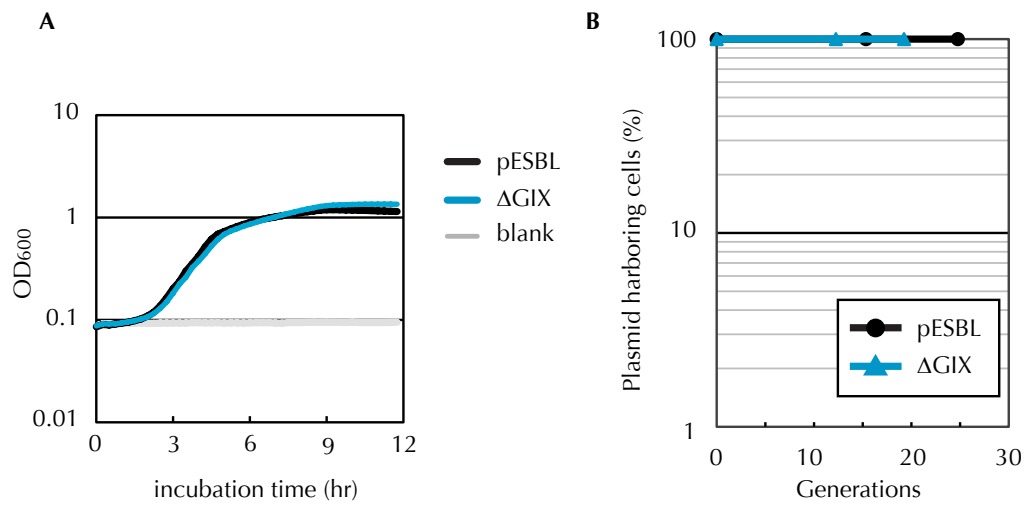 A
10
1
0.1
0.01
OD600
0
3
6
9
12
incubation time (hr)
pESBL
ΔGIX
blank
B
100
10
1
Plasmid harboring cells (%)
0
10
20
30
Generations
pESBL
ΔGIX